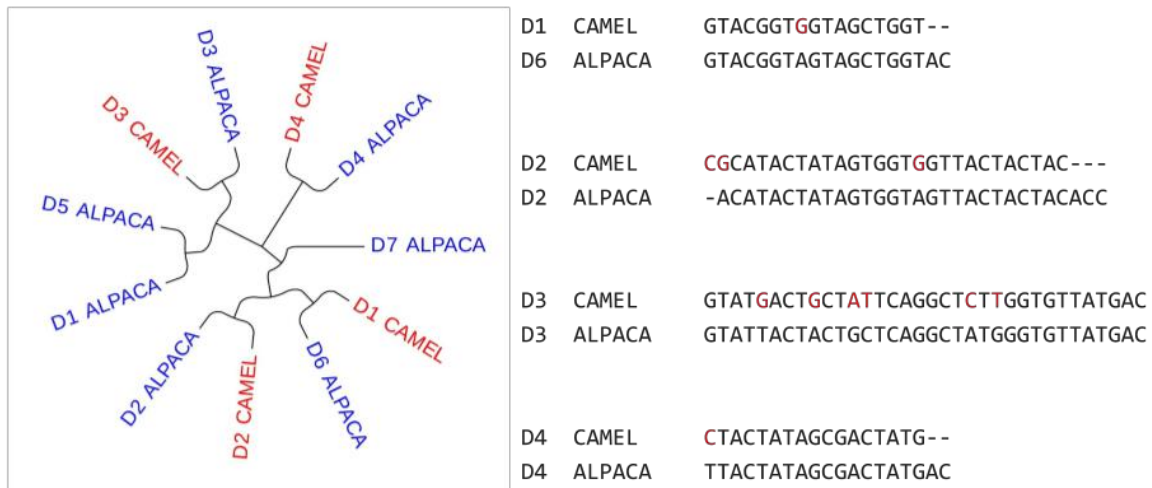 D3 ALPACA
D4 CAMEL
D3 CAMEL
D4 ALPACA
D5 ALPACA
D7 ALPACA
D1 ALPACA
D1 CAMEL
D2 ALPACA
D2 CAMEL
D6 ALPACA
D1 CAMEL GTACGGTGGTAGCTGGT--
D6 ALPACA GTACGGTAGTAGCTGGTAC
D2 CAMEL CGCATACTATAGTGGTGGTTACTACTAC---
D2 ALPACA -ACATACTATAGTGGTAGTTACTACTACACC
D3 CAMEL GTATGACTGCTATTCAGGCTCTTGGTGTTATGAC
D3 ALPACA GTATTACTACTGCTCAGGCTATGGGTGTTATGAC
D4 CAMEL CTACTATAGCGACTATG--
D4 ALPACA TTACTATAGCGACTATGAC